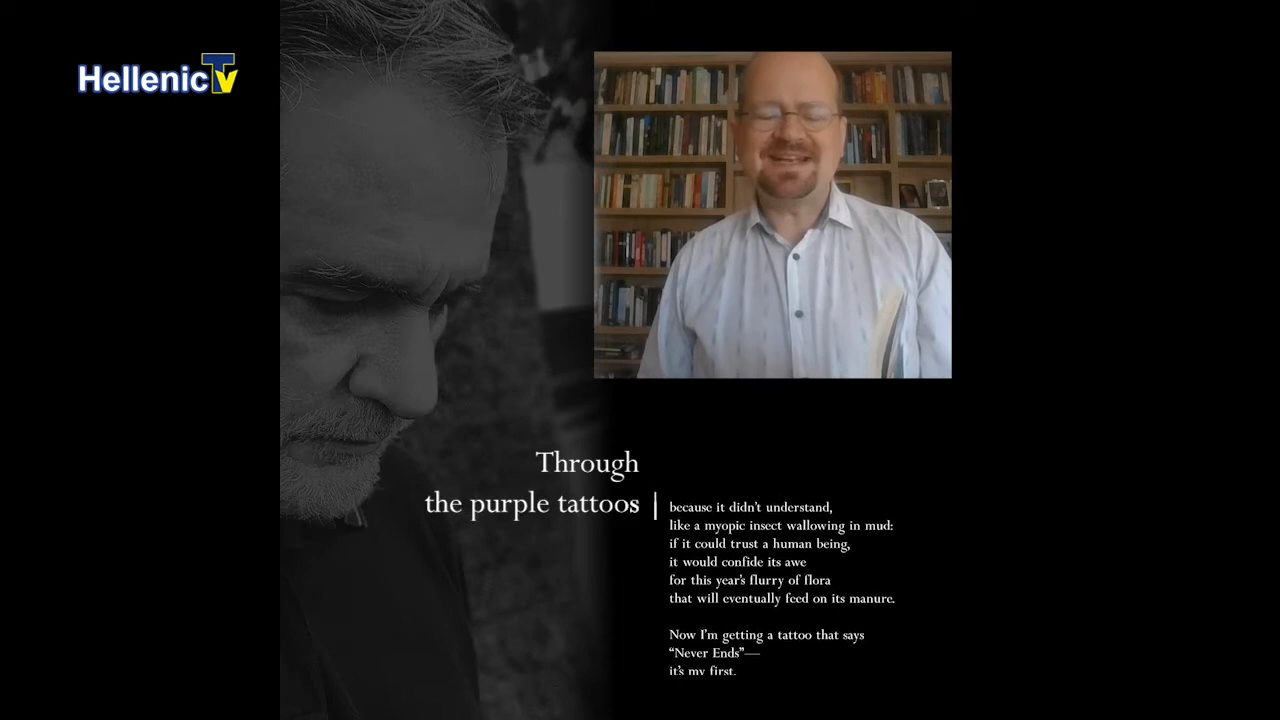 HellenicTv
Through
the purple tattoos
because it didn't understand,
like a myopic insect wallowing in mud:
if it could trust a human being,
it would confide its awe
for this year's flurry of flora
that will eventually feed on its manure.
Now I'm getting a tattoo that says
“Never Ends”—
it's my first.